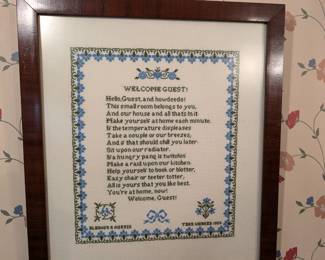 WELCOME GUEST!
Hello, Guest, and howdeedo!
This small room belongs to you,
And our house and all that's in it.
Make yourself at home each minute.
If the temperature displeases
Take a couple of our breezes,
And if that should chill you later
Sit upon our radiator.
If a hungry pang is twitchin'
Make a raid upon our kitchen.
Help yourself to book or blotter,
Easy chair or teeter totter;
All is yours that you like best.
You're at home, now!
Welcome, Guest!